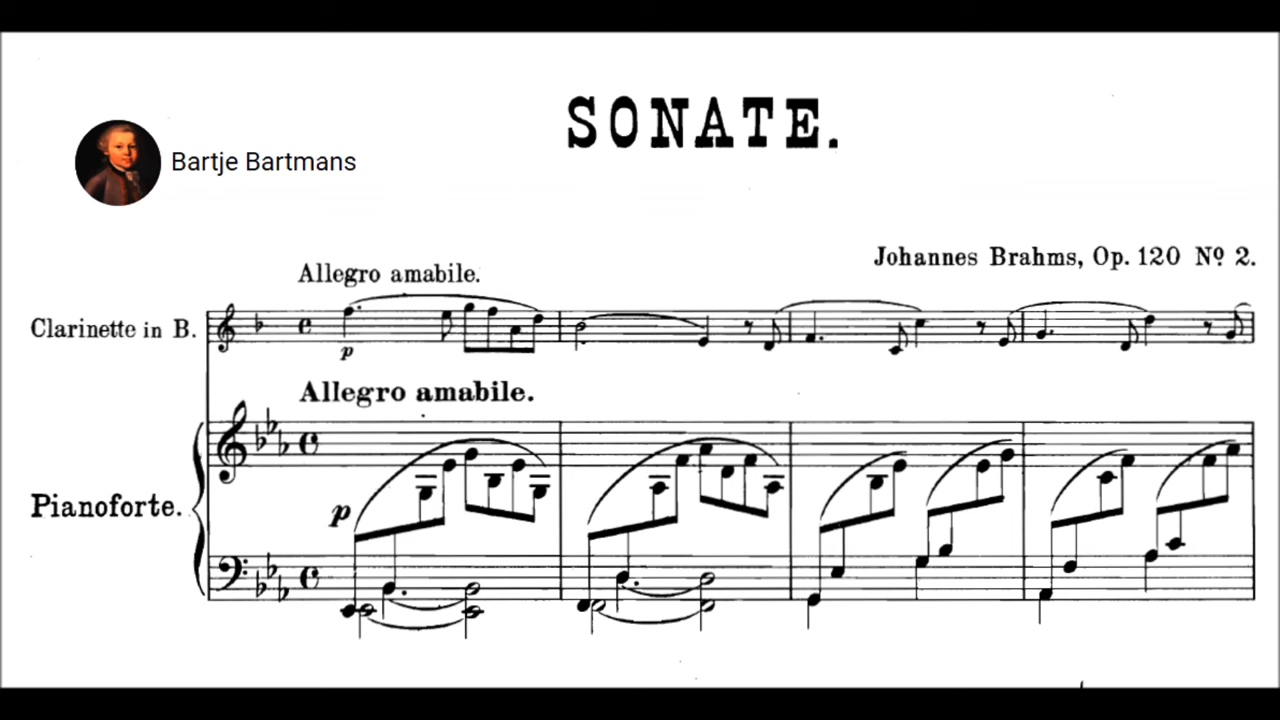 SONATE.
Bartje Bartmans
Johannes Brahms, Op. 120 Nº 2.
Allegro amabile.
Clarinette in B.
p
Allegro amabile.
Pianoforte.
p